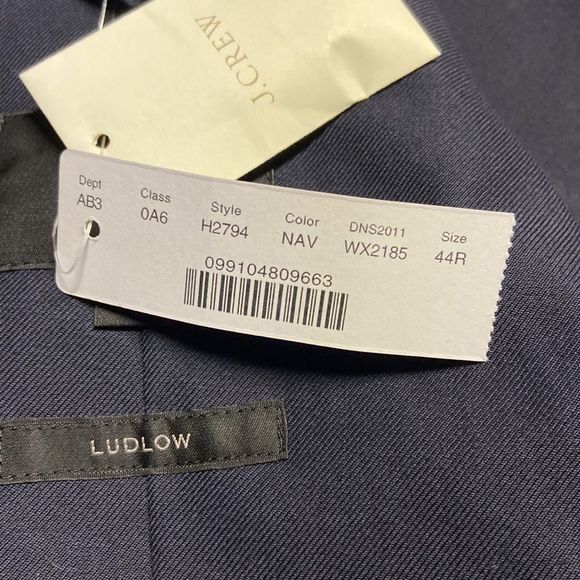 J.CREW
Dept Class Style Color DNS2011 Size
AB3 0A6 H2794 NAV WX2185 44R
099104809663
LUDLOW